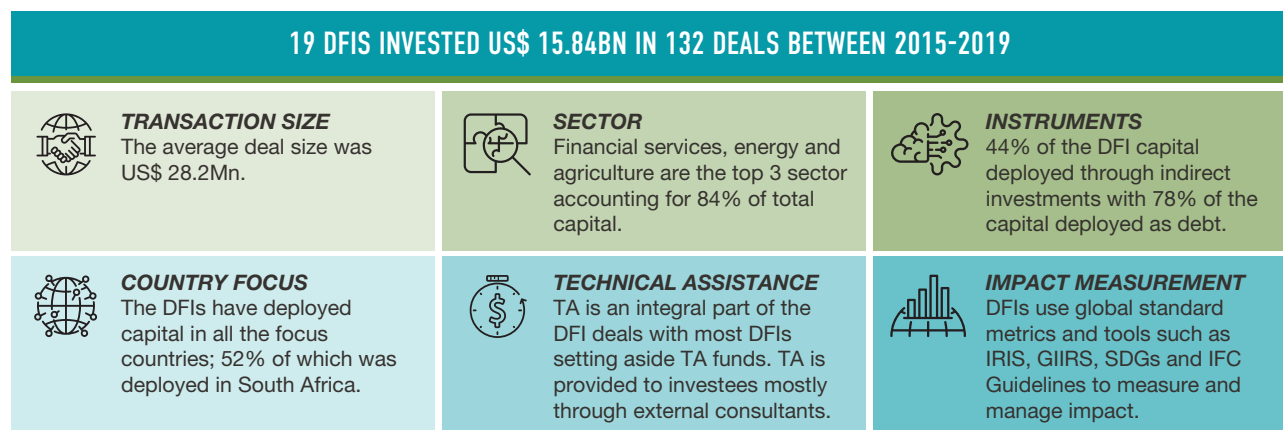 19 DFIS INVESTED US$ 15.84BN IN 132 DEALS BETWEEN 2015-2019
TRANSACTION SIZE
The average deal size was
US$ 28.2Mn.
SECTOR
Financial services, energy and
agriculture are the top 3 sector
accounting for 84% of total
capital.
INSTRUMENTS
44% of the DFI capital
deployed through indirect
investments with 78% of the
capital deployed as debt.
COUNTRY FOCUS
The DFIs have deployed
capital in all the focus
countries; 52% of which was
deployed in South Africa.
TECHNICAL ASSISTANCE
TA is an integral part of the
DFI deals with most DFIs
setting aside TA funds. TA is
provided to investees mostly
through external consultants.
IMPACT MEASUREMENT
DFIs use global standard
metrics and tools such as
IRIS, GIIRS, SDGs and IFC
Guidelines to measure and
manage impact.